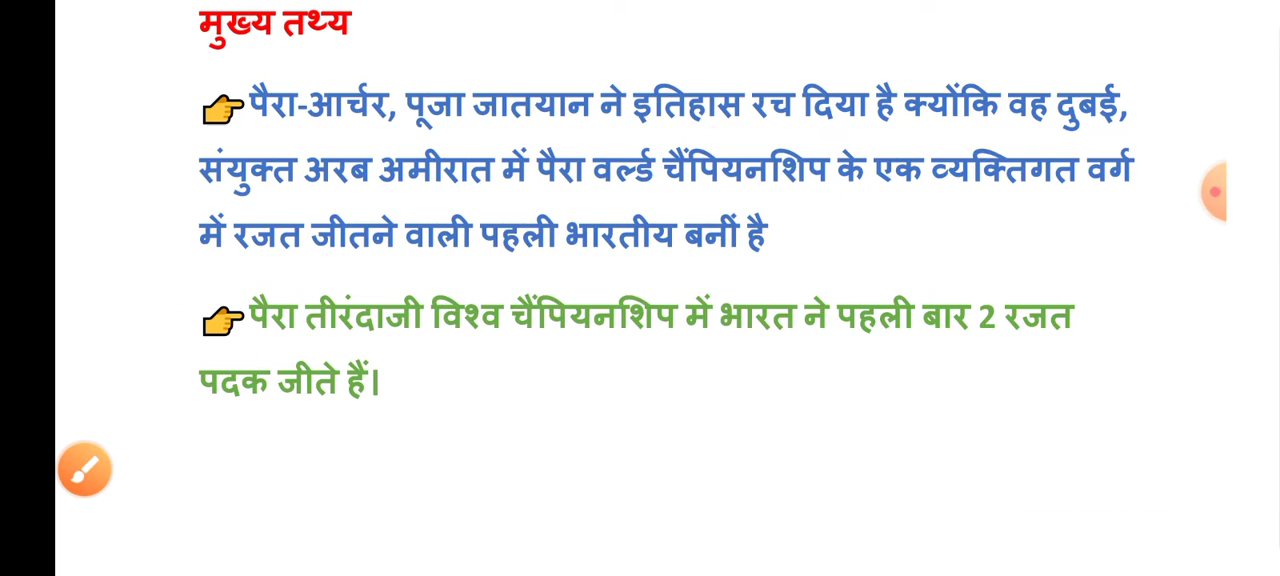 मुख्य तथ्य
👉पैरा-आर्चर, पूजा जातयान ने इतिहास रच दिया है क्योंकि वह दुबई,
संयुक्त अरब अमीरात में पैरा वर्ल्ड चैंपियनशिप के एक व्यक्तिगत वर्ग
में रजत जीतने वाली पहली भारतीय बनीं है
👉पैरा तीरंदाजी विश्व चैंपियनशिप में भारत ने पहली बार 2 रजत
पदक जीते हैं।